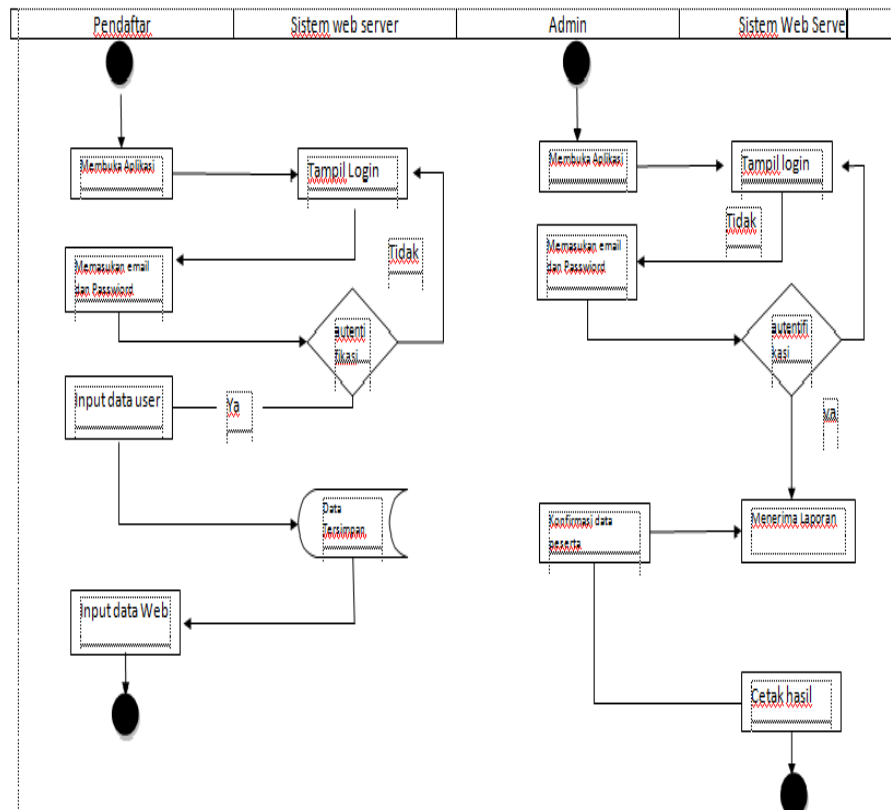 Pendaftar
Sistem web server
Admin
Sistem Web Serve
Membuka Aplikasi
Tampil Login
Memasukan email
dan Password
Tidak
autenti
fikasi
Input data user
Ya
Data
Tersimpan
Input data Web
Membuka Aplikasi
Tampil login
Tidak
Memasukan email
dan Password
autentifi
kasi
ya
Konfirmasi data
peserta
Menerima Laporan
Cetak hasil